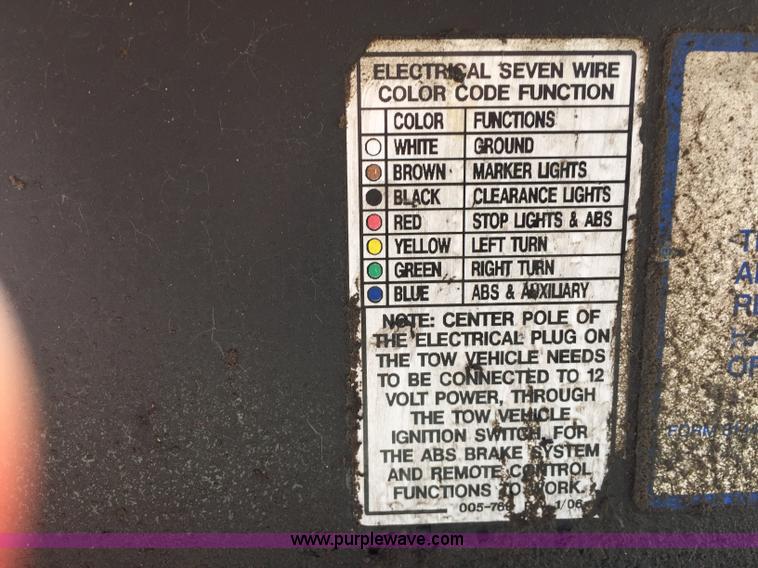 ELECTRICAL SEVEN WIRE
COLOR CODE FUNCTION
COLOR FUNCTIONS
WHITE GROUND
BROWN MARKER LIGHTS
BLACK CLEARANCE LIGHTS
RED STOP LIGHTS & ABS
YELLOW LEFT TURN
GREEN RIGHT TURN
BLUE ABS & AUXILIARY
NOTE: CENTER POLE OF
THE ELECTRICAL PLUG ON
THE TOW VEHICLE NEEDS
TO BE CONNECTED TO 12
VOLT POWER, THROUGH
THE TOW VEHICLE
IGNITION SWITCH, FOR
THE ABS BRAKE SYSTEM
AND REMOTE CONTROL
FUNCTIONS TO WORK.
1/06
FORM
www.purplewave.com